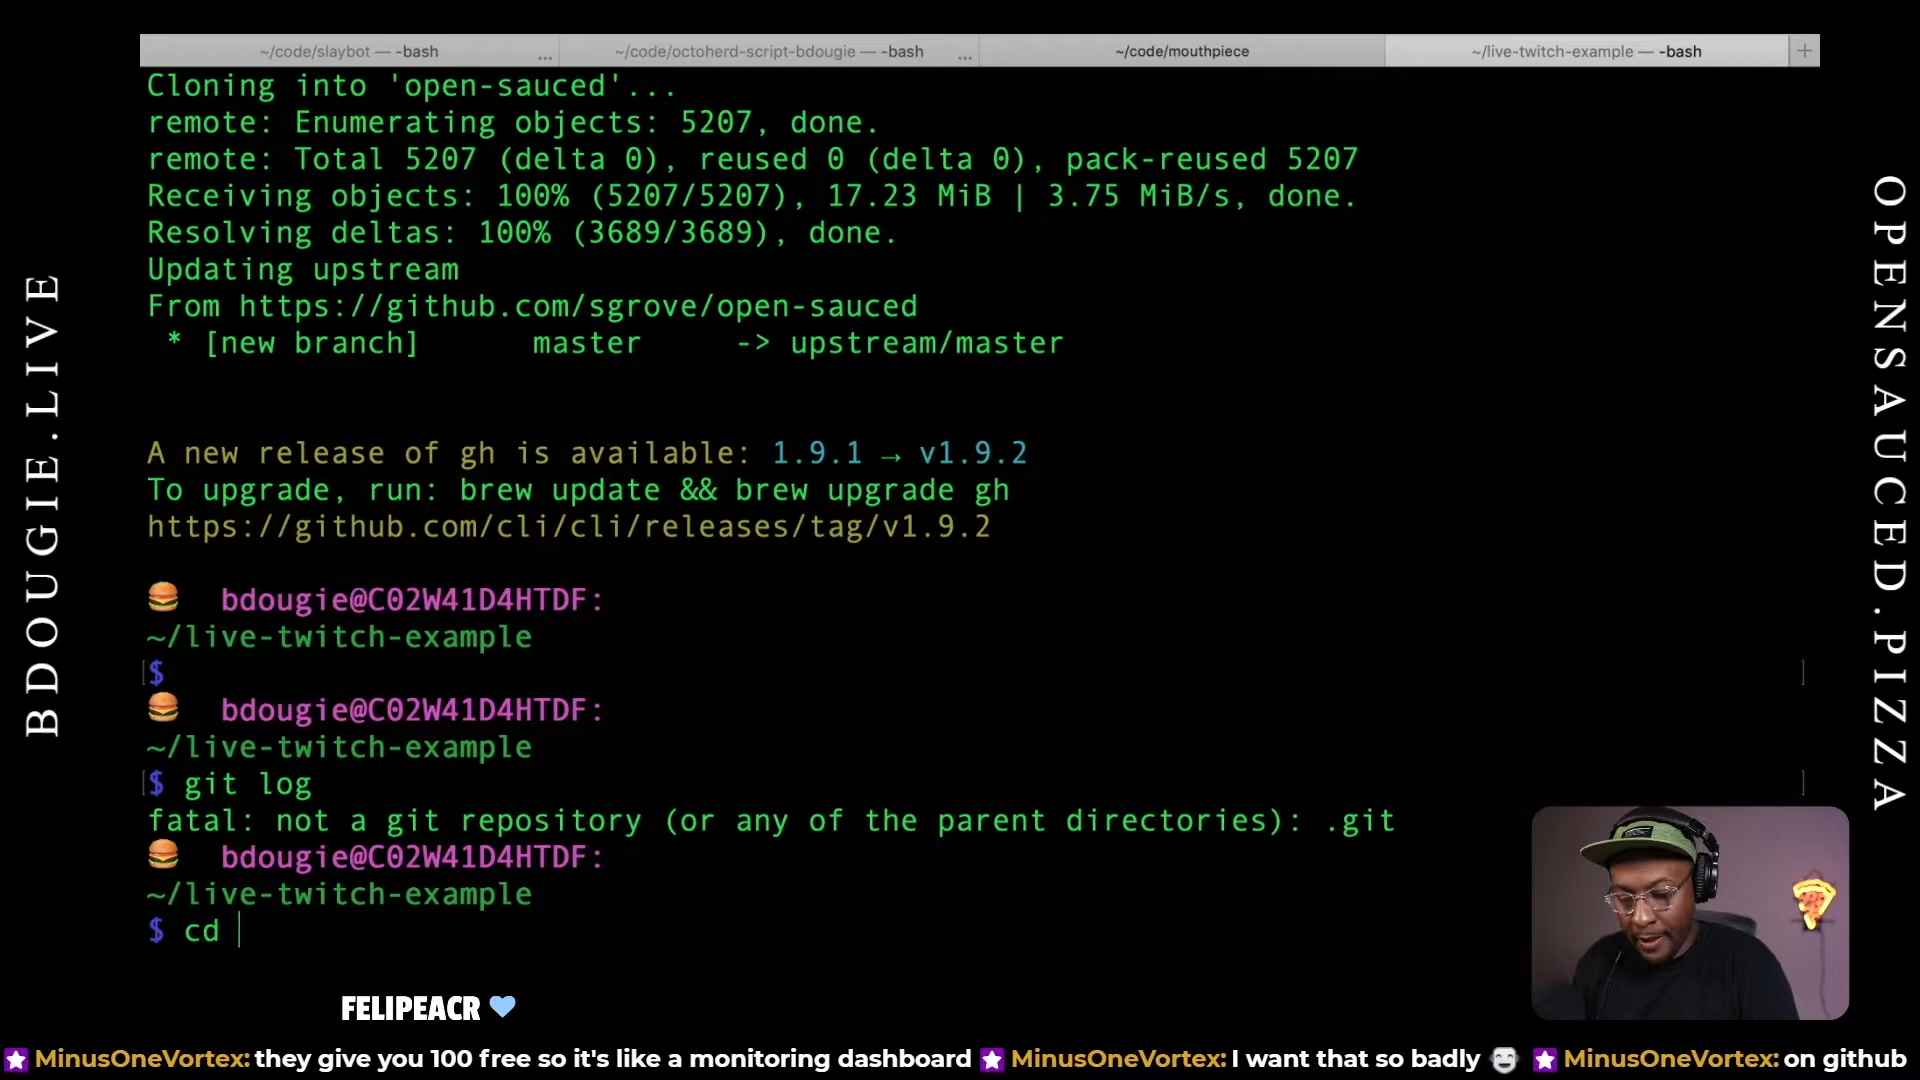 ~/code/slaybot — -bash ...
~/code/octoherd-script-bdougie — -bash ...
~/code/mouthpiece
~/live-twitch-example — -bash
+
Cloning into 'open-sauced'...
remote: Enumerating objects: 5207, done.
remote: Total 5207 (delta 0), reused 0 (delta 0), pack-reused 5207
Receiving objects: 100% (5207/5207), 17.23 MiB | 3.75 MiB/s, done.
Resolving deltas: 100% (3689/3689), done.
Updating upstream
From https://github.com/sgrove/open-sauced
* [new branch] master -> upstream/master
A new release of gh is available: 1.9.1 → v1.9.2
To upgrade, run: brew update && brew upgrade gh
https://github.com/cli/cli/releases/tag/v1.9.2
🍔 bdougie@C02W41D4HTDF:
~/live-twitch-example
[$ ]
🍔 bdougie@C02W41D4HTDF:
~/live-twitch-example
[$ git log ]
fatal: not a git repository (or any of the parent directories): .git
🍔 bdougie@C02W41D4HTDF:
~/live-twitch-example
$ cd
BDOUGIE.LIVE
OPENSAUCED.PIZZA
FELIPEACR 💙
MinusOneVortex: they give you 100 free so it's like a monitoring dashboard MinusOneVortex: I want that so badly MinusOneVortex: on github